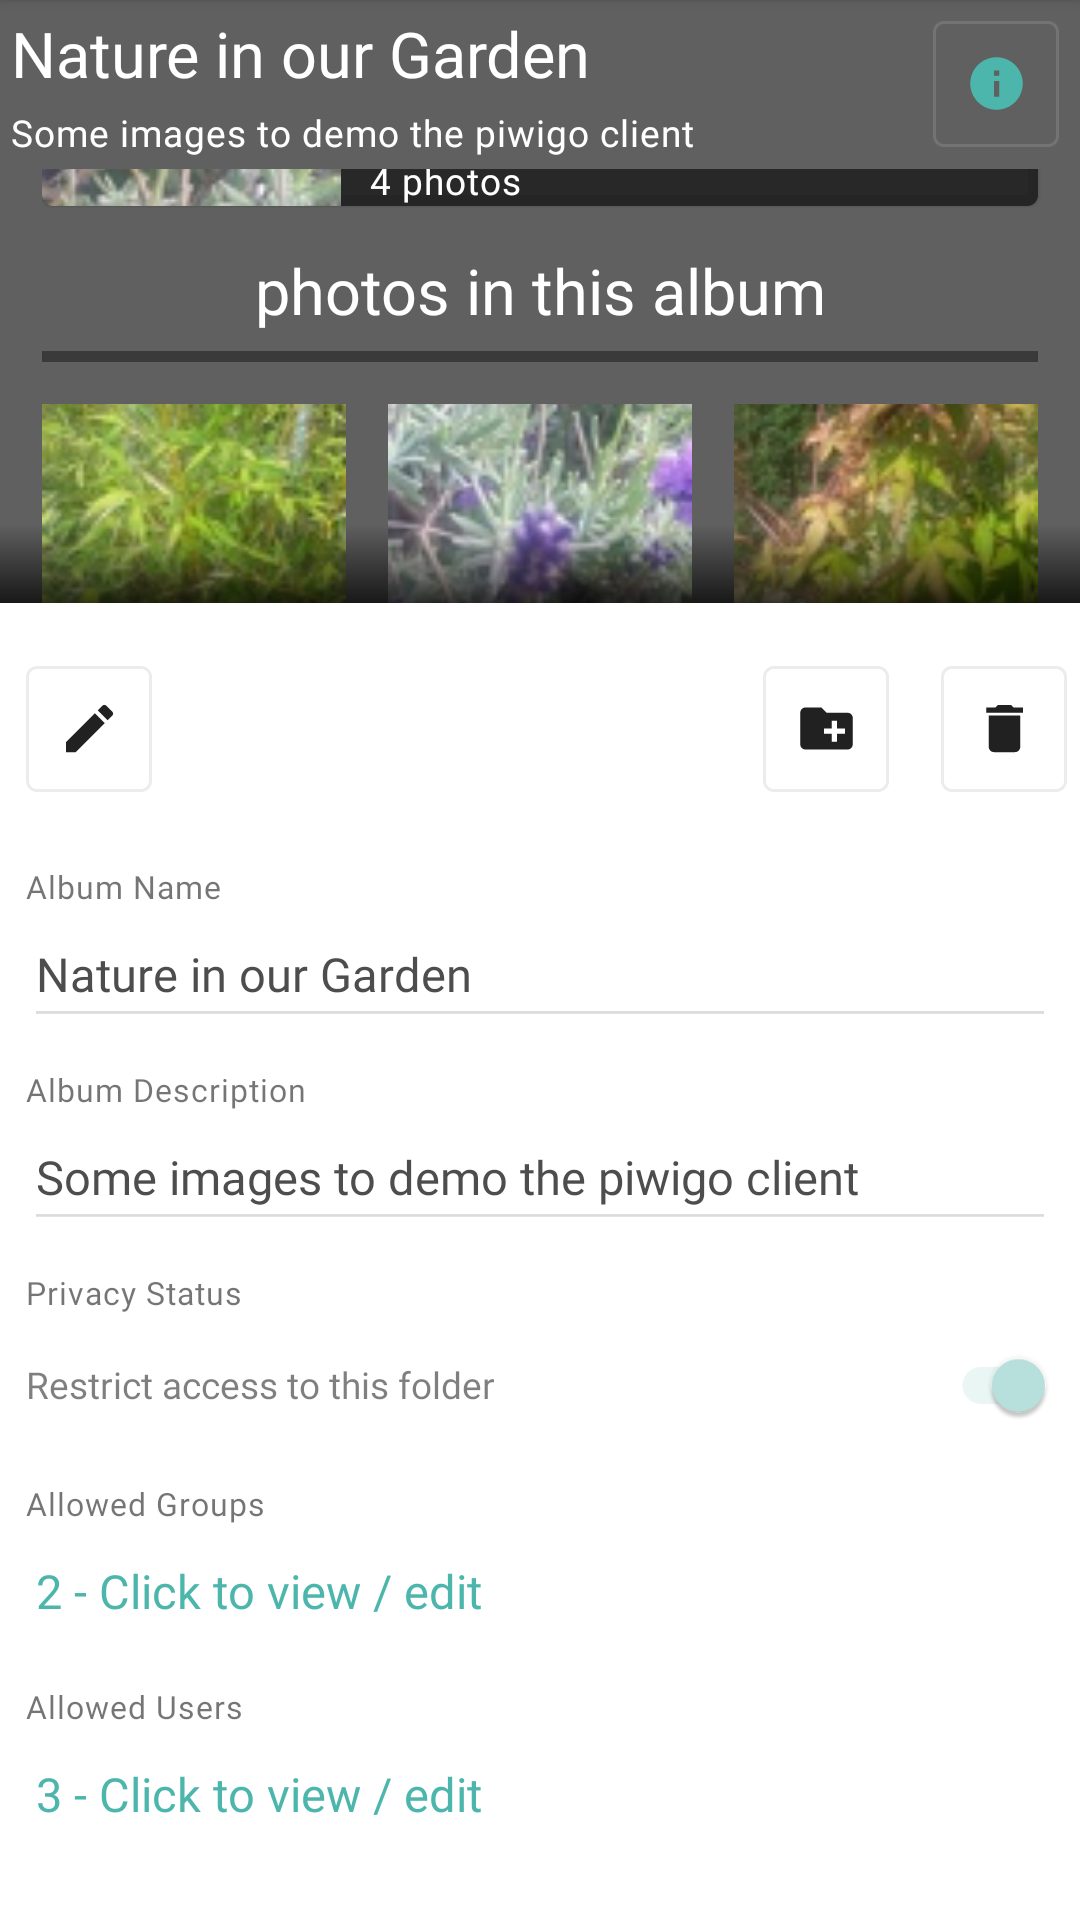 Nature in our Garden
Some images to demo the piwigo client
4 photos
photos in this album
Album Name
Nature in our Garden
Album Description
Some images to demo the piwigo client
Privacy Status
Restrict access to this folder
Allowed Groups
2 - Click to view / edit
Allowed Users
3 - Click to view / edit